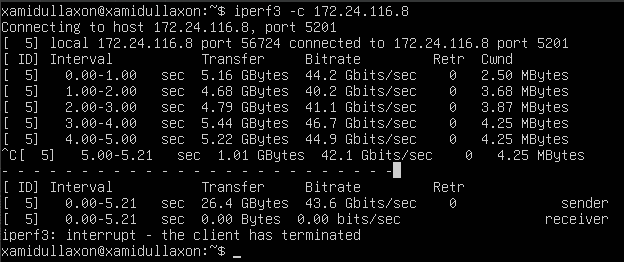 xamidullaxon@xamidullaxon:~$ iperf3 -c 172.24.116.8
Connecting to host 172.24.116.8, port 5201
[  5] local 172.24.116.8 port 56724 connected to 172.24.116.8 port 5201
[ ID] Interval           Transfer     Bitrate         Retr  Cwnd
[  5]   0.00-1.00   sec  5.16 GBytes  44.2 Gbits/sec    0   2.50 MBytes
[  5]   1.00-2.00   sec  4.68 GBytes  40.2 Gbits/sec    0   3.68 MBytes
[  5]   2.00-3.00   sec  4.79 GBytes  41.1 Gbits/sec    0   3.87 MBytes
[  5]   3.00-4.00   sec  5.44 GBytes  46.7 Gbits/sec    0   4.25 MBytes
[  5]   4.00-5.00   sec  5.22 GBytes  44.9 Gbits/sec    0   4.25 MBytes
^C[  5]   5.00-5.21   sec  1.01 GBytes  42.1 Gbits/sec    0   4.25 MBytes
- - - - - - - - - - - - - - - - - - - - - - - - -
[ ID] Interval           Transfer     Bitrate         Retr
[  5]   0.00-5.21   sec  26.4 GBytes  43.6 Gbits/sec    0             sender
[  5]   0.00-5.21   sec  0.00 Bytes  0.00 bits/sec                  receiver
iperf3: interrupt - the client has terminated
xamidullaxon@xamidullaxon:~$ _